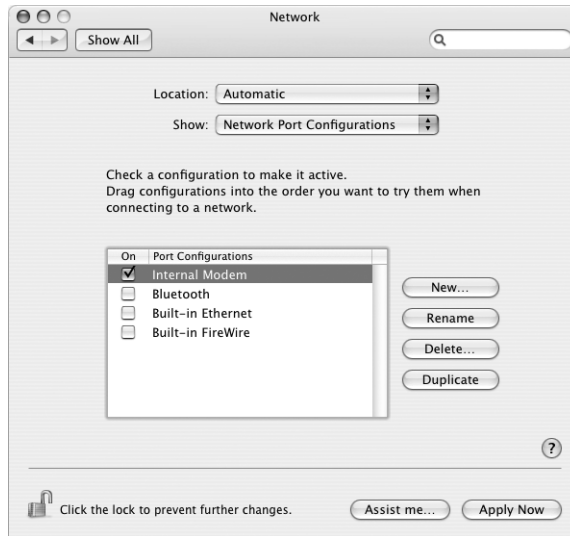 Network
Show All
Location: Automatic
Show: Network Port Configurations
Check a configuration to make it active.
Drag configurations into the order you want to try them when
connecting to a network.
On Port Configurations
Internal Modem
Bluetooth
Built-in Ethernet
Built-in FireWire
New...
Rename
Delete...
Duplicate
?
Click the lock to prevent further changes. Assist me... Apply Now